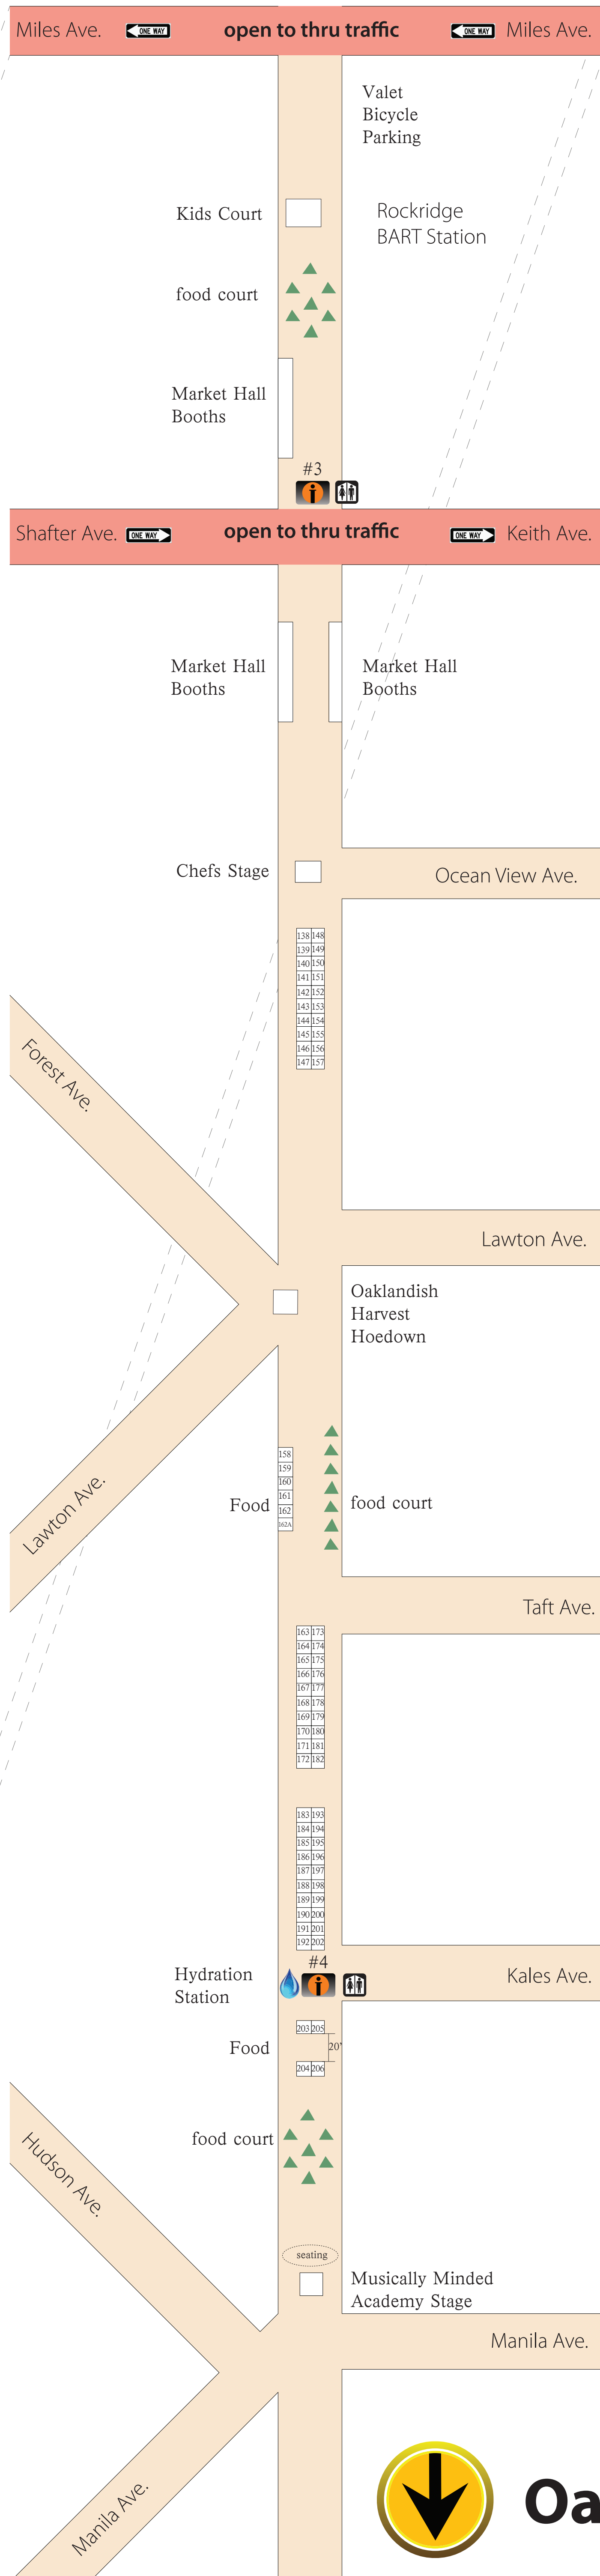 Miles Ave. ONE WAY open to thru traffic ONE WAY Miles Ave.
Valet
Bicycle
Parking
Kids Court
Rockridge
BART Station
food court
Market Hall
Booths
#3
i
Shafter Ave. ONE WAY open to thru traffic ONE WAY Keith Ave.
Market Hall
Booths
Market Hall
Booths
Chefs Stage
Ocean View Ave.
138 148
139 149
140 150
141 151
142 152
143 153
144 154
145 155
146 156
147 157
Forest Ave.
Lawton Ave.
Oaklandish
Harvest
Hoedown
158
159
160
161
162
162A
Food
food court
Lawton Ave.
Taft Ave.
163 173
164 174
165 175
166 176
167 177
168 178
169 179
170 180
171 181
172 182
183 193
184 194
185 195
186 196
187 197
188 198
189 199
190 200
191 201
192 202
#4
Hydration
Station
i
Kales Ave.
203 205
Food
20'
204 206
food court
Hudson Ave.
seating
Musically Minded
Academy Stage
Manila Ave.
Manila Ave.
Oa